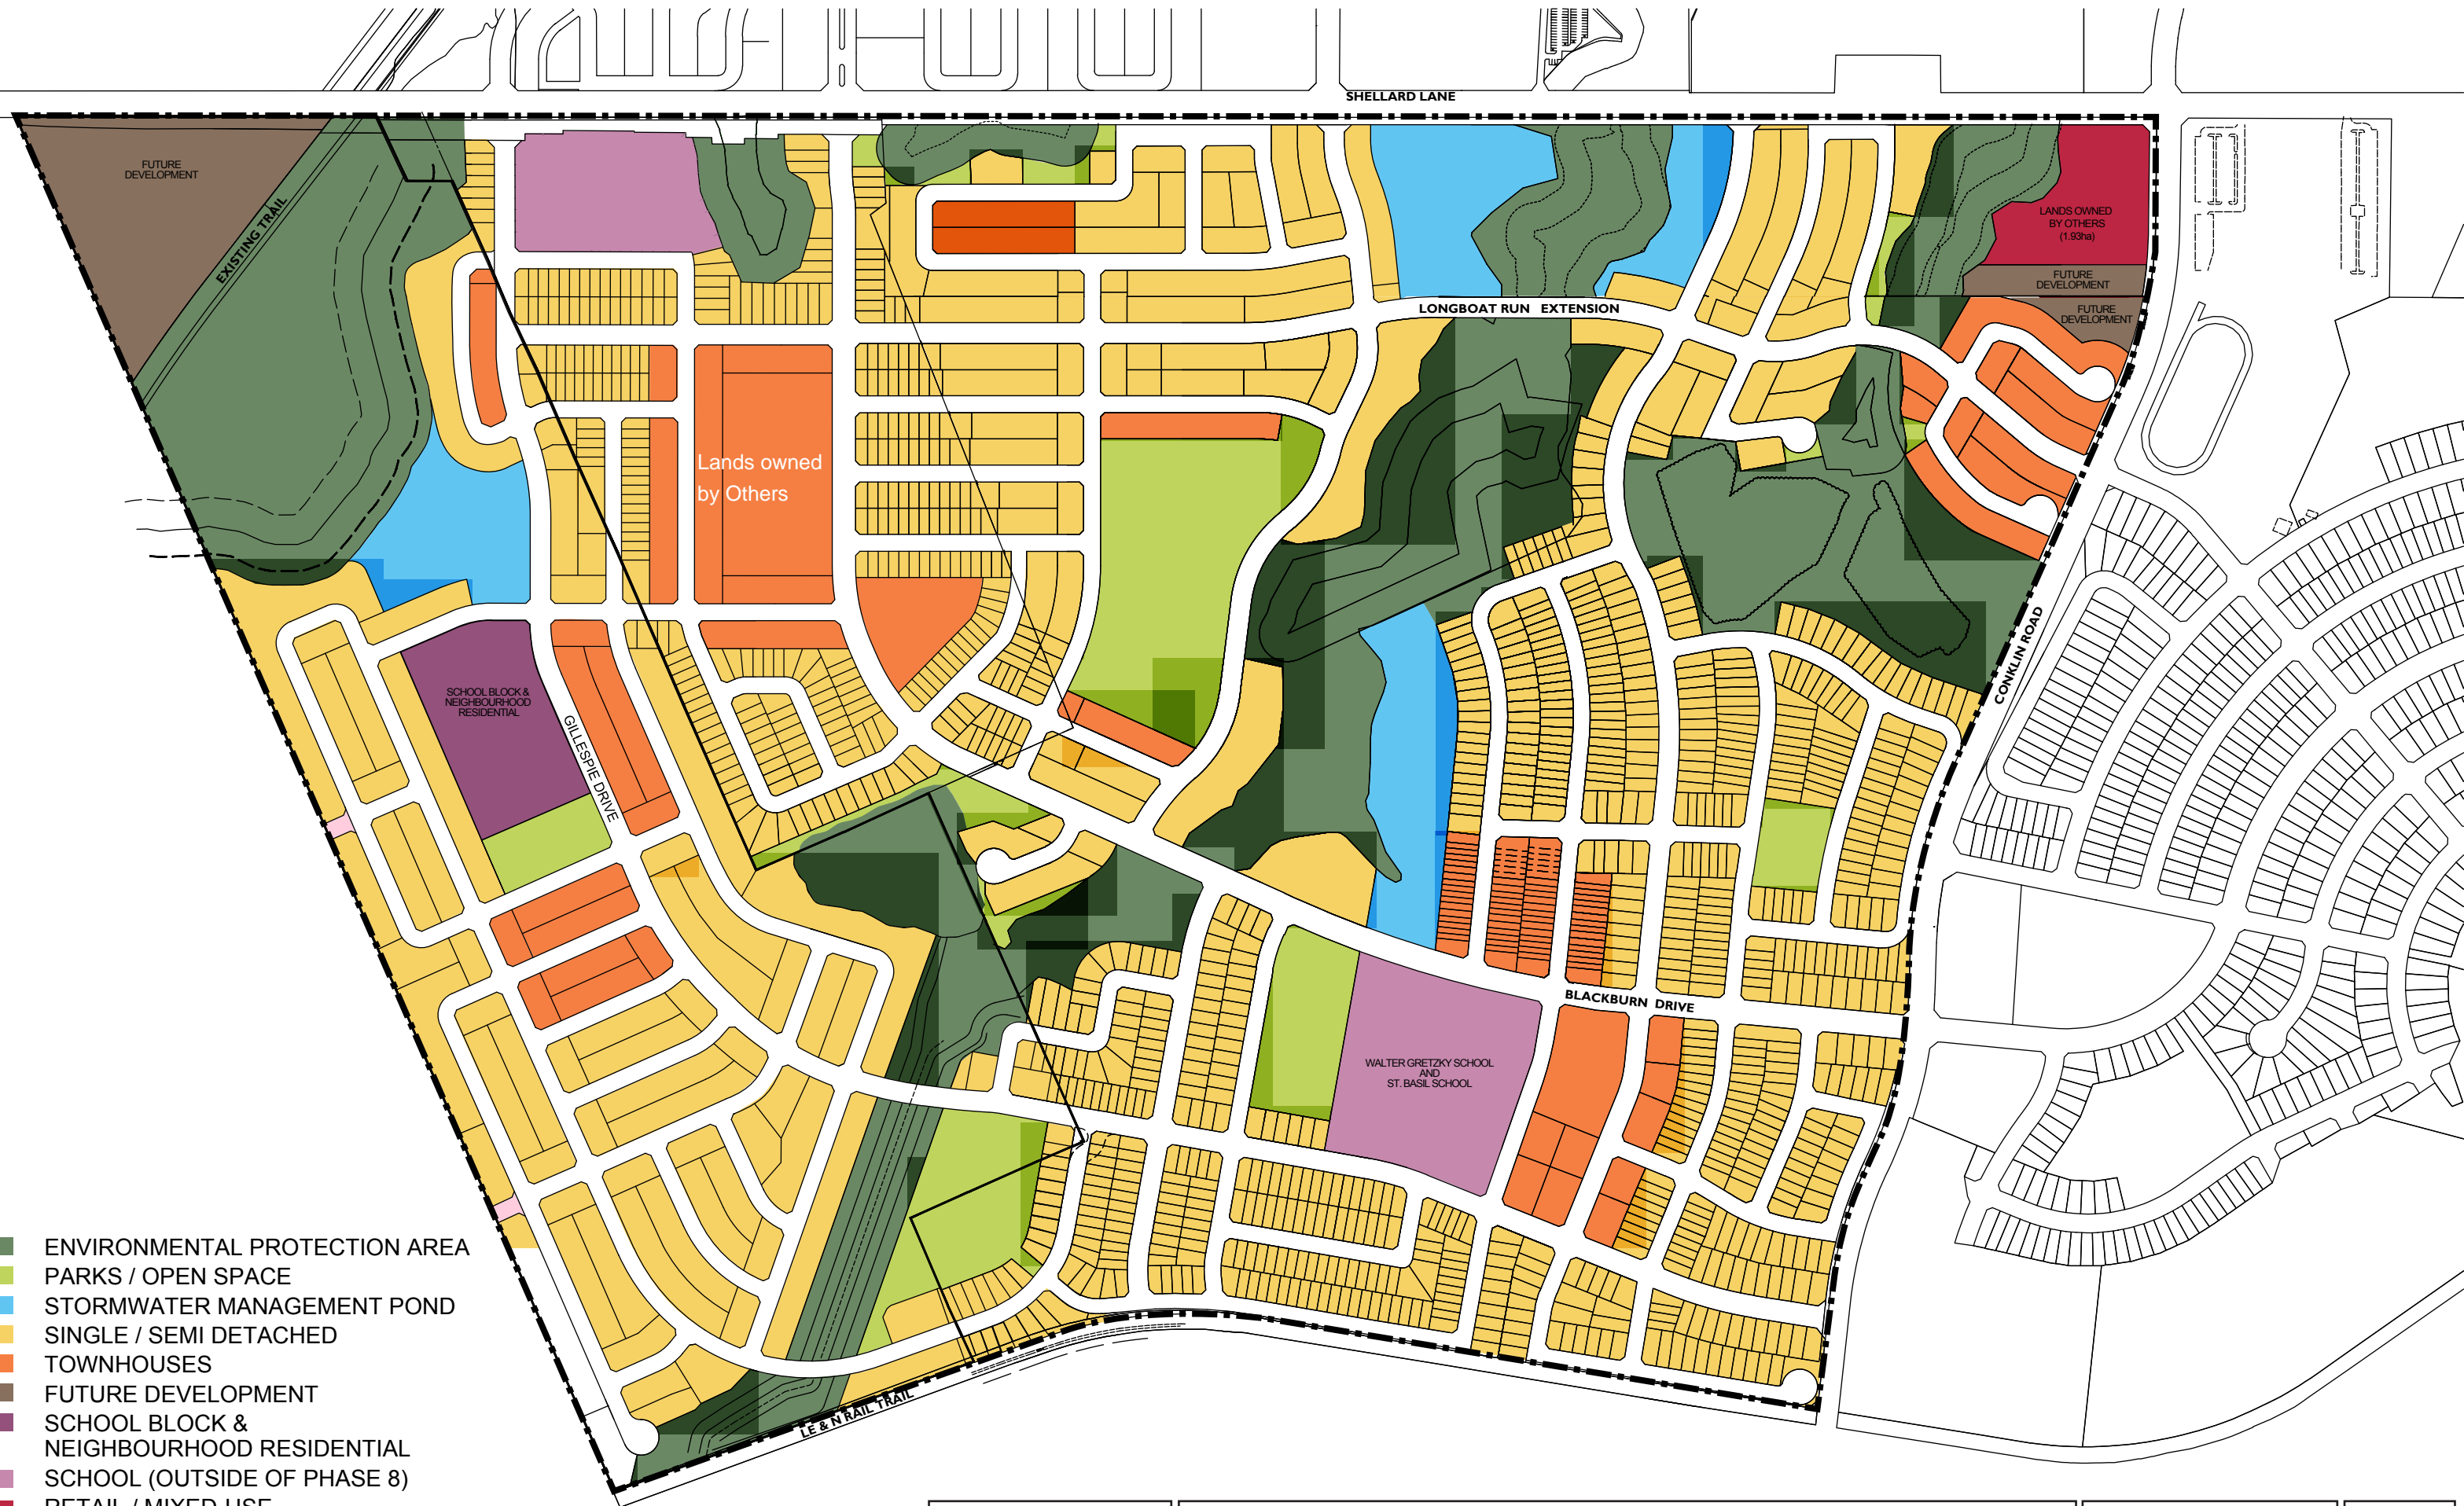 SHELLARD LANE
FUTURE
DEVELOPMENT
EXISTING TRAIL
LANDS OWNED
BY OTHERS
(1.93ha)
FUTURE
DEVELOPMENT
FUTURE
DEVELOPMENT
LONGBOAT RUN EXTENSION
Lands owned
by Others
CONKLIN ROAD
SCHOOL BLOCK &
NEIGHBOURHOOD
RESIDENTIAL
GILLESPIE DRIVE
BLACKBURN DRIVE
WALTER GRETZKY SCHOOL
AND
ST. BASIL SCHOOL
LE & N RAIL TRAIL
ENVIRONMENTAL PROTECTION AREA
PARKS / OPEN SPACE
STORMWATER MANAGEMENT POND
SINGLE / SEMI DETACHED
TOWNHOUSES
FUTURE DEVELOPMENT
SCHOOL BLOCK &
NEIGHBOURHOOD RESIDENTIAL
SCHOOL (OUTSIDE OF PHASE 8)
RETAIL / MIXED USE